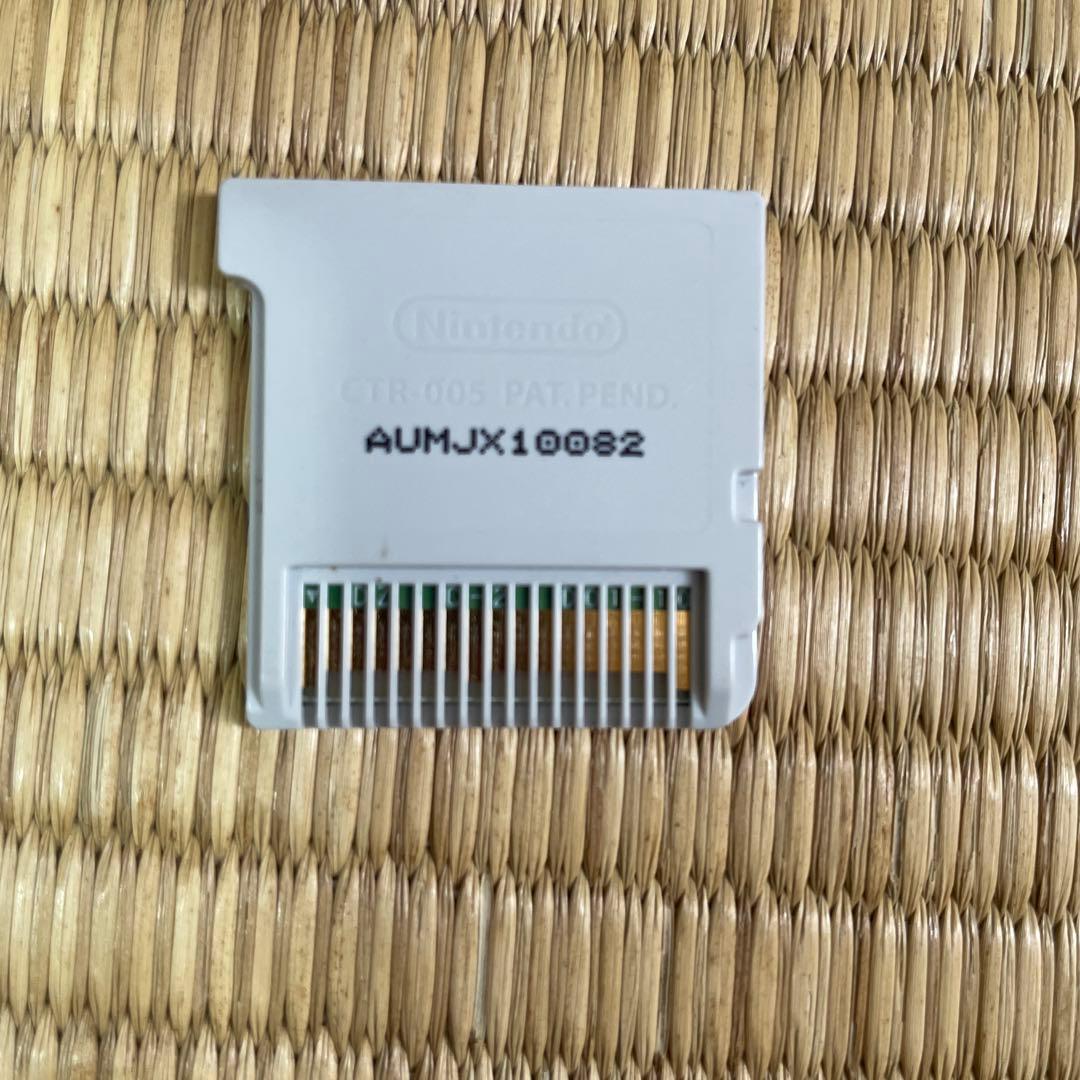 Nintendo
CTR-005 PAT. PEND.
AUMJX10082